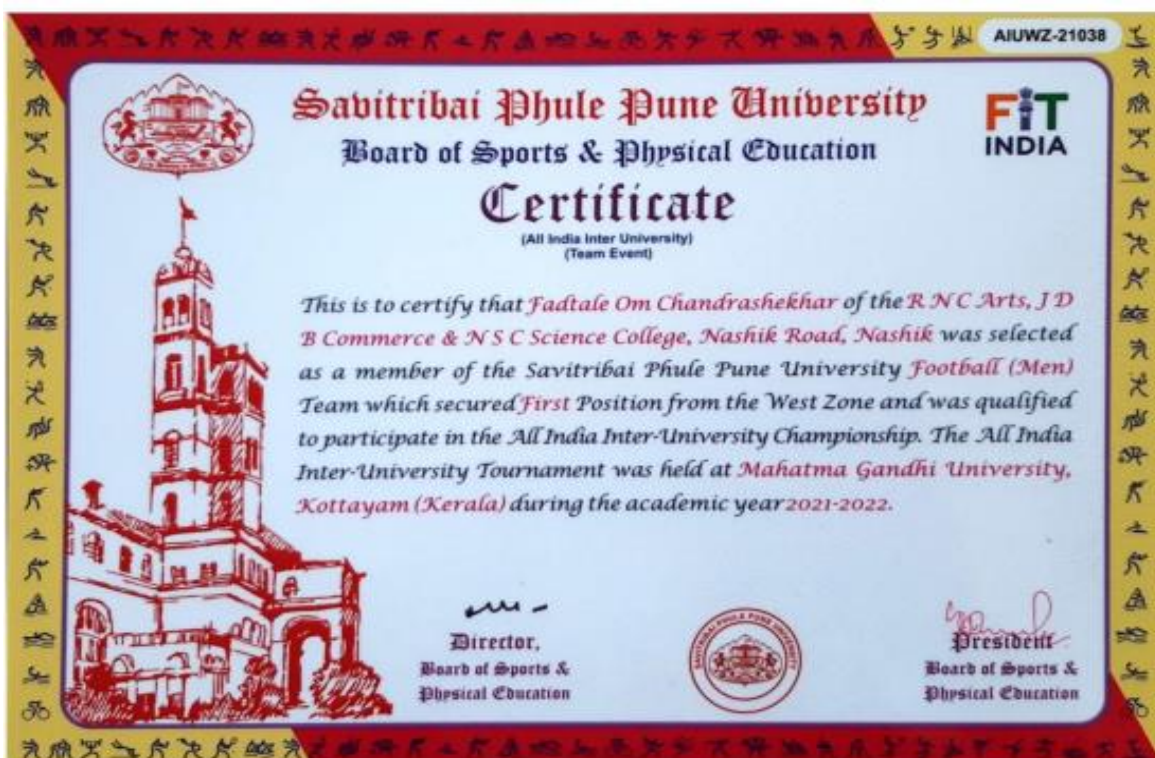 AIUWZ-21038
Savitribai Phule Pune University
FIT
INDIA
Board of Sports & Physical Education
Certificate
(All India Inter University)
(Team Event)
This is to certify that Fadtale Om Chandrashekhar of the R N C Arts, J D
B Commerce & N S C Science College, Nashik Road, Nashik was selected
as a member of the Savitribai Phule Pune University Football (Men)
Team which secured First Position from the West Zone and was qualified
to participate in the All India Inter-University Championship. The All India
Inter-University Tournament was held at Mahatma Gandhi University,
Kottayam (Kerala) during the academic year 2021-2022.
Director,
Board of Sports &
Physical Education
SAVITRIBAI PHULE PUNE UNIVERSITY
President
Board of Sports &
Physical Education